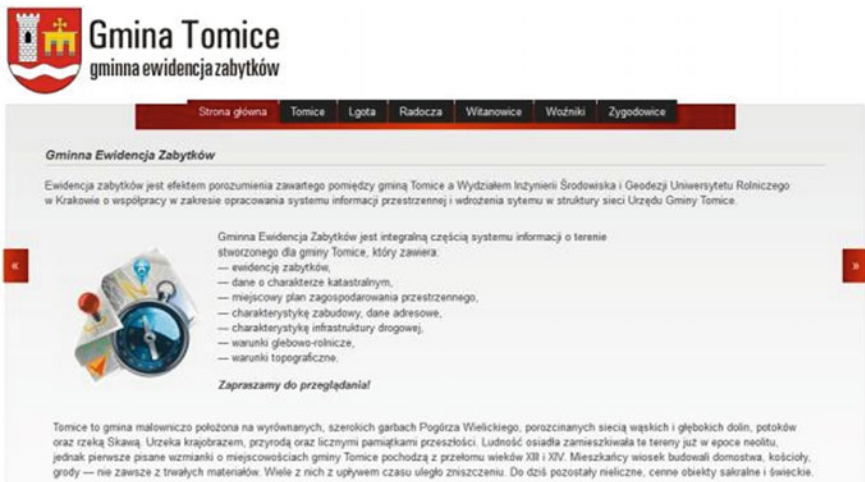 Gmina Tomice
gminna ewidencja zabytków
Strona główna Tomice Lgota Radocza Witanowice Woźniki Zygodowice
Gminna Ewidencja Zabytków
Ewidencja zabytków jest efektem porozumienia zawartego pomiędzy gminą Tomice a Wydziałem Inżynierii Środowiska i Geodezji Uniwersytetu Rolniczego
w Krakowie o współpracy w zakresie opracowania systemu informacji przestrzennej i wdrożenia sytemu w struktury sieci Urzędu Gminy Tomice.
Gminna Ewidencja Zabytków jest integralną częścią systemu informacji o terenie
stworzonego dla gminy Tomice, który zawiera:
— ewidencję zabytków,
— dane o charakterze katastralnym,
— miejscowy plan zagospodarowania przestrzennego,
— charakterystykę zabudowy, dane adresowe,
— charakterystykę infrastruktury drogowej,
— warunki glebowo-rolnicze,
— warunki topograficzne.
« »
Zapraszamy do przeglądania!
Tomice to gmina malowniczo położona na wyrównanych, szerokich garbach Pogórza Wielickiego, porozcinanych siecią wąskich i głębokich dolin, potoków
oraz rzeką Skawą. Urzeka krajobrazem, przyrodą oraz licznymi pamiątkami przeszłości. Ludność osiadła zamieszkiwała te tereny już w epoce neolitu,
jednak pierwsze pisane wzmianki o miejscowościach gminy Tomice pochodzą z przełomu wieków XIII i XIV. Mieszkańcy wiosek budowali domostwa, kościoły,
grody — nie zawsze z trwałych materiałów. Wiele z nich z upływem czasu uległo zniszczeniu. Do dziś pozostały nieliczne, cenne obiekty sakralne i świeckie.